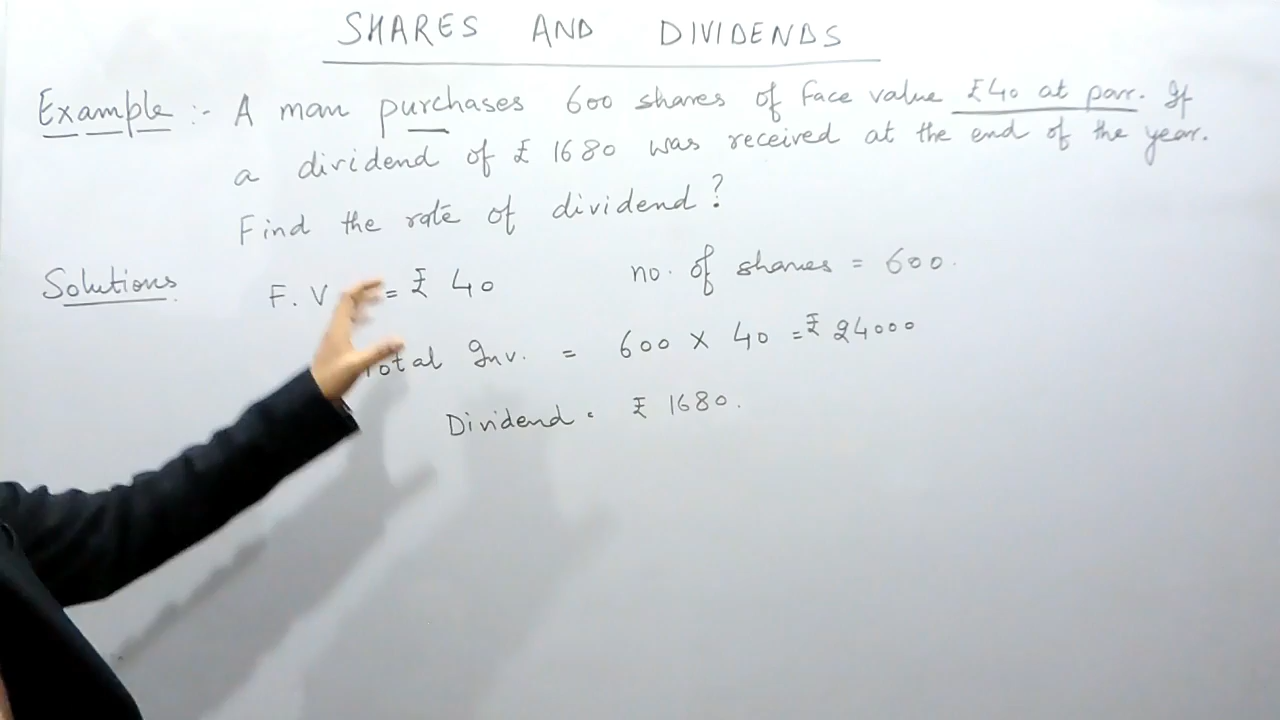 SHARES AND DIVIDENDS
Example :- A man purchases 600 shares of Face value ₹40 at par. If
a dividend of ₹ 1680 was received at the end of the year.
Find the rate of dividend?
Solutions F. V = ₹ 40 no. of shares = 600.
Total Inv. = 600 × 40 = ₹ 24000
Dividend = ₹ 1680.